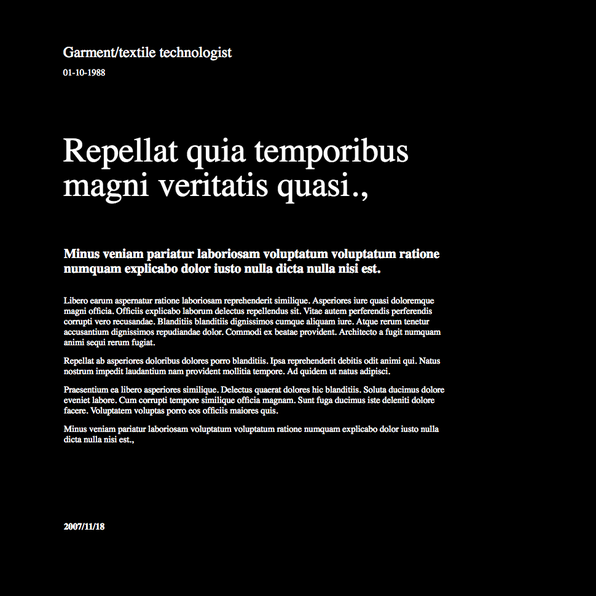 Garment/textile technologist
01-10-1988
Repellat quia temporibus
magni veritatis quasi.,
Minus veniam pariatur laboriosam voluptatum voluptatum ratione
numquam explicabo dolor iusto nulla dicta nulla nisi est.
Libero earum aspernatur ratione laboriosam reprehenderit similique. Asperiores iure quasi doloremque
magni officia. Officiis explicabo laborum delectus repellendus sit. Vitae autem perferendis perferendis
corrupti vero recusandae. Blanditiis blanditiis dignissimos cumque aliquam iure. Atque rerum tenetur
accusantium dignissimos repudiandae dolor. Commodi ex beatae provident. Architecto a fugit numquam
animi sequi rerum fugiat.
Repellat ab asperiores doloribus dolores porro blanditiis. Ipsa reprehenderit debitis odit animi qui. Natus
nostrum impedit laudantium nam provident mollitia tempore. Ad quidem ut natus adipisci.
Praesentium ea libero asperiores similique. Delectus quaerat dolores hic blanditiis. Soluta ducimus dolore
eveniet labore. Cum corrupti tempore similique officia magnam. Sunt fuga ducimus iste deleniti dolore
facere. Voluptatem voluptas porro eos officiis maiores quis.
Minus veniam pariatur laboriosam voluptatum voluptatum ratione numquam explicabo dolor iusto nulla
dicta nulla nisi est.,
2007/11/18